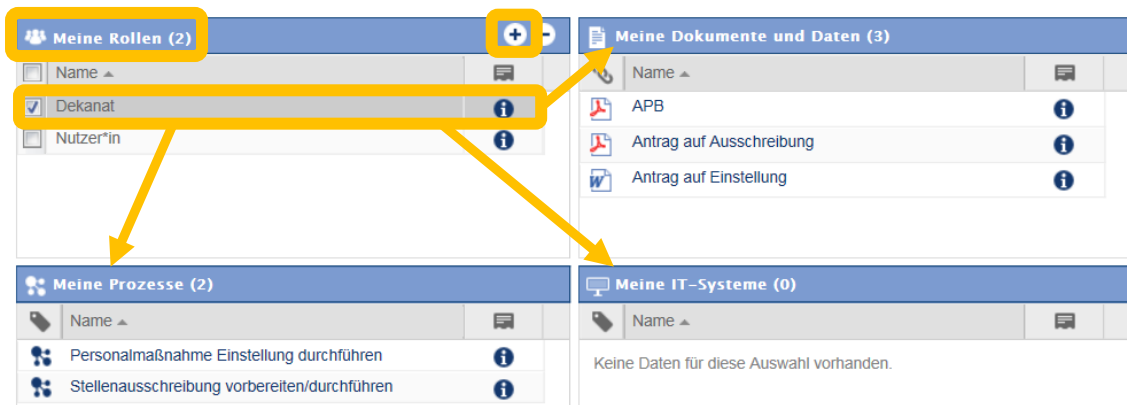 Meine Rollen (2)
Name
Dekanat
Nutzer*in
Meine Dokumente und Daten (3)
Name
APB
Antrag auf Ausschreibung
Antrag auf Einstellung
Meine Prozesse (2)
Name
Personalmaßnahme Einstellung durchführen
Stellenausschreibung vorbereiten/durchführen
Meine IT-Systeme (0)
Name
Keine Daten für diese Auswahl vorhanden.